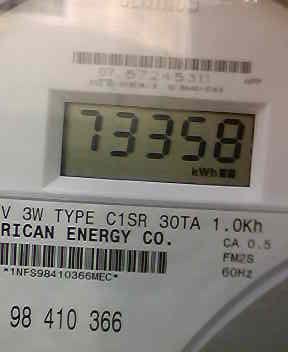 73358
kWh
V 3W TYPE C1SR 30TA 1.0Kh
RICAN ENERGY CO.
CA 0.5
FM2S
*1NFS98410366MEC*
60Hz
98 410 366